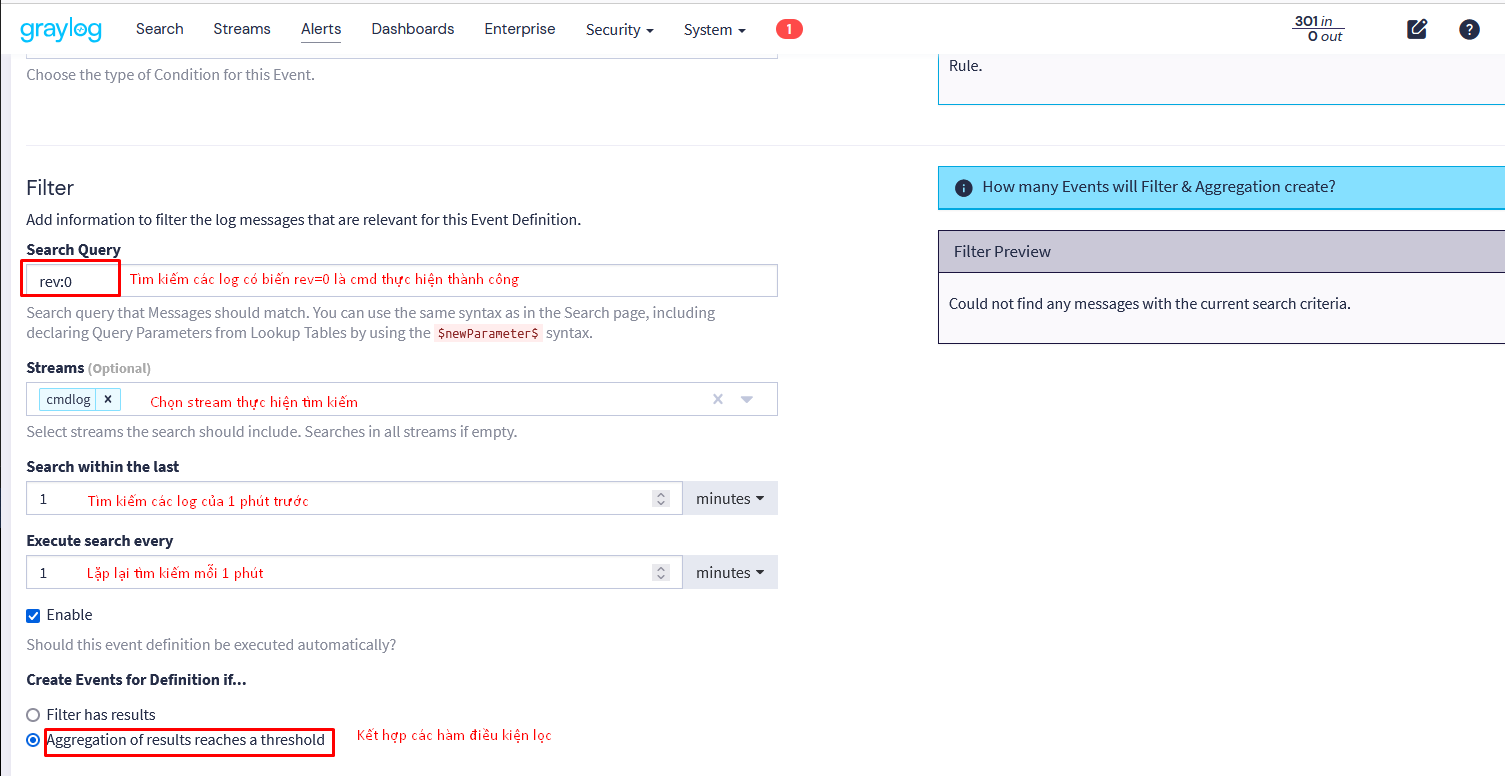 graylog Search Streams Alerts Dashboards Enterprise Security System 1 301 in
0 out
Choose the type of Condition for this Event.
Rule.
Filter
Add information to filter the log messages that are relevant for this Event Definition.
Search Query
rev:0 Tìm kiếm các log có biến rev=0 là cmd thực hiện thành công
Search query that Messages should match. You can use the same syntax as in the Search page, including
declaring Query Parameters from Lookup Tables by using the $newParameter$ syntax.
Streams (Optional)
cmdlog × Chọn stream thực hiện tìm kiếm
Select streams the search should include. Searches in all streams if empty.
Search within the last
1 Tìm kiếm các log của 1 phút trước minutes
Execute search every
1 Lặp lại tìm kiếm mỗi 1 phút minutes
Enable
Should this event definition be executed automatically?
Create Events for Definition if...
Filter has results
Aggregation of results reaches a threshold Kết hợp các hàm điều kiện lọc
How many Events will Filter & Aggregation create?
Filter Preview
Could not find any messages with the current search criteria.